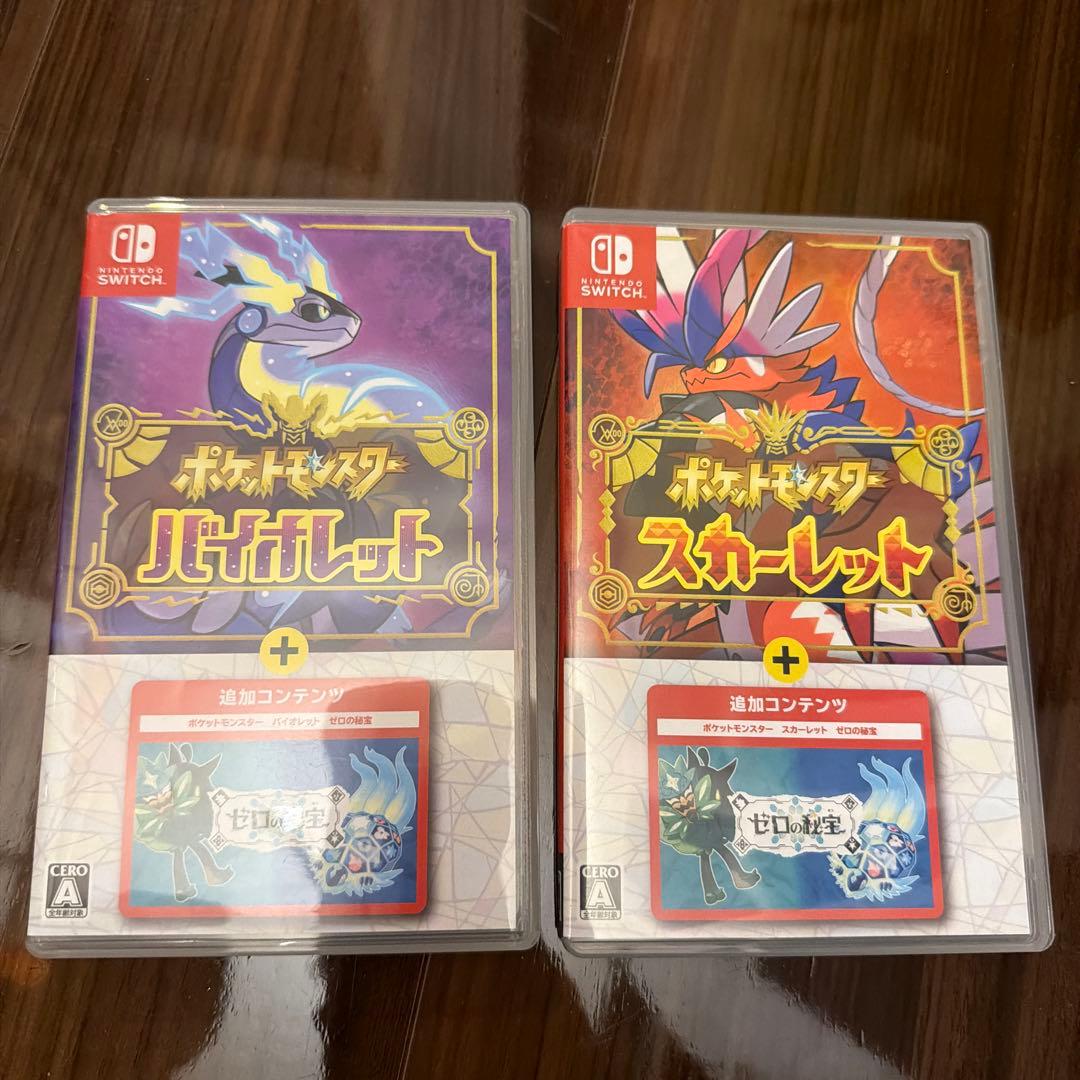 NINTENDO
SWITCH™
ポケットモンスター
バイオレット
+
追加コンテンツ
ポケットモンスター　バイオレット　ゼロの秘宝
ゼロの秘宝
CERO
A
全年齢対象
NINTENDO
SWITCH™
ポケットモンスター
スカーレット
+
追加コンテンツ
ポケットモンスター　スカーレット　ゼロの秘宝
ゼロの秘宝
CERO
A
全年齢対象